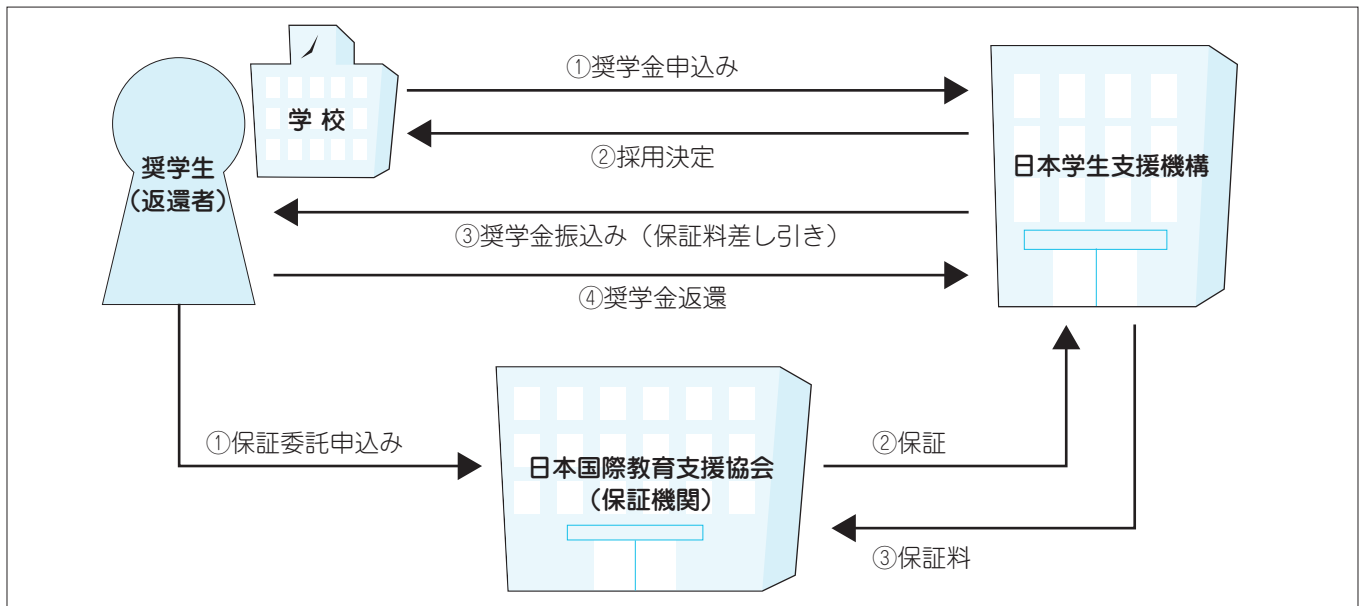 ①奨学金申込み
学校
②採用決定
奨学生
(返還者)
日本学生支援機構
③奨学金振込み(保証料差し引き)
④奨学金返還
①保証委託申込み
日本国際教育支援協会
(保証機関)
②保証
③保証料